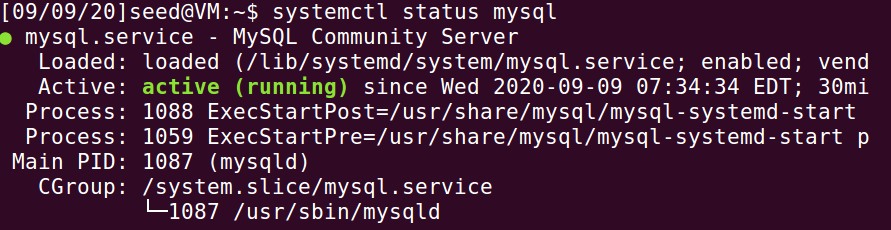 [09/09/20]seed@VM:~$ systemctl status mysql
● mysql.service - MySQL Community Server
   Loaded: loaded (/lib/systemd/system/mysql.service; enabled; vend
   Active: active (running) since Wed 2020-09-09 07:34:34 EDT; 30mi
  Process: 1088 ExecStartPost=/usr/share/mysql/mysql-systemd-start
  Process: 1059 ExecStartPre=/usr/share/mysql/mysql-systemd-start p
 Main PID: 1087 (mysqld)
   CGroup: /system.slice/mysql.service
           └─1087 /usr/sbin/mysqld